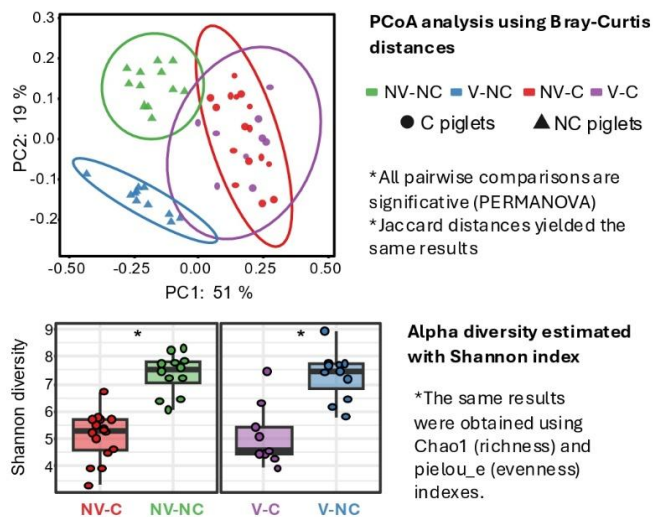 PCoA analysis using Bray-Curtis
distances
NV-NC V-NC NV-C V-C
C piglets NC piglets
*All pairwise comparisons are
significative (PERMANOVA)
*Jaccard distances yielded the
same results
PC2: 19 %
0.3
0.2
0.1
0.0
-0.1
-0.2
-0.50 -0.25 0.00 0.25 0.50
PC1: 51 %
Shannon diversity
9
8
7
6
5
4
* *
NV-C NV-NC V-C V-NC
Alpha diversity estimated
with Shannon index
*The same results
were obtained using
Chao1 (richness) and
pielou_e (evenness)
indexes.